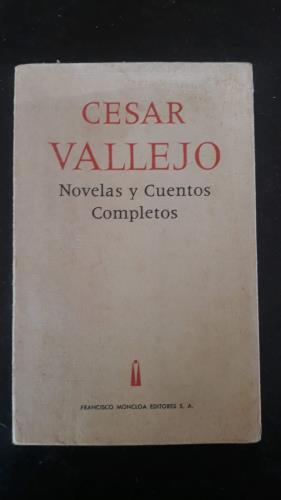 CESAR
VALLEJO
Novelas y Cuentos
Completos
FRANCISCO MONCLOA EDITORES S. A.